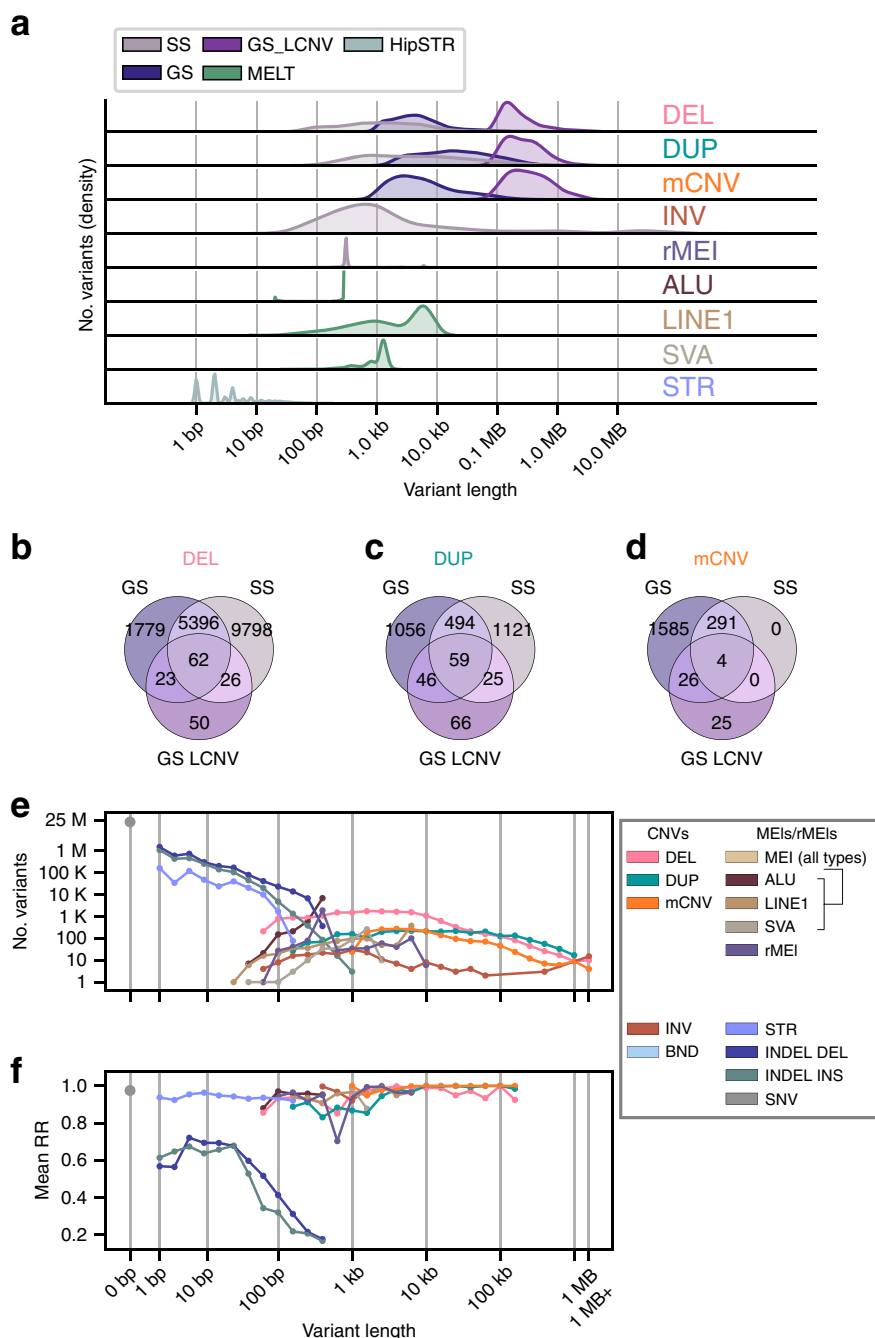 a
SS GS_LCNV HipSTR
GS MELT
No. variants (density)
DEL
DUP
mCNV
INV
rMEI
ALU
LINE1
SVA
STR
1 bp 10 bp 100 bp 1.0 kb 10.0 kb 0.1 MB 1.0 MB 10.0 MB
Variant length
b c d
DEL DUP mCNV
GS SS GS SS GS SS
1779 5396 9798 1056 494 1121 1585 291 0
62 59 4
23 26 46 25 26 0
50 66 25
GS LCNV GS LCNV GS LCNV
e
No. variants
25 M
1 M
100 K
10 K
1 K
100
10
1
CNVs MEIs/rMEIs
DEL MEI (all types)
DUP ALU
mCNV LINE1
SVA
rMEI
INV STR
BND INDEL DEL
INDEL INS
SNV
f
Mean RR
1.0
0.8
0.6
0.4
0.2
0 bp 1 bp 10 bp 100 bp 1 kb 10 kb 100 kb 1 MB 1 MB+
Variant length